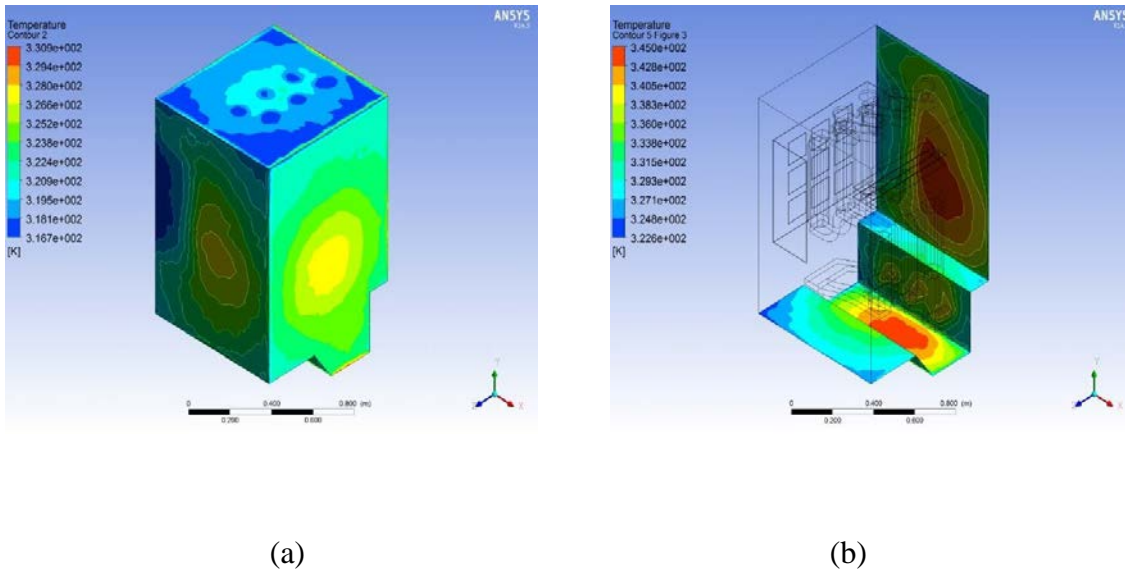 ANSYS
Temperature
Contour 2
3.309e+002
3.294e+002
3.280e+002
3.266e+002
3.252e+002
3.238e+002
3.224e+002
3.209e+002
3.195e+002
3.181e+002
3.167e+002
[K]
Y
Z X
0 0.400 0.800 (m)
0.200 0.600
(a)
ANSYS
Temperature
Contour 5 Figure 3
3.450e+002
3.428e+002
3.405e+002
3.383e+002
3.360e+002
3.338e+002
3.315e+002
3.293e+002
3.271e+002
3.248e+002
3.226e+002
[K]
Y
Z X
0 0.400 0.800 (m)
0.200 0.600
(b)